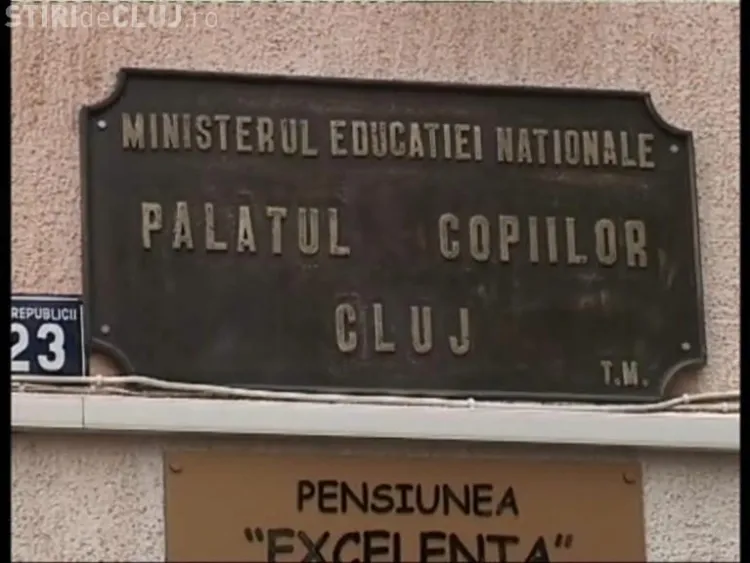 STIRIdeCLUJ.ro
MINISTERUL EDUCATIEI NATIONALE
PALATUL COPIILOR
CLUJ
T.M.
REPUBLICII
23
PENSIUNEA
"EXCELENTA"